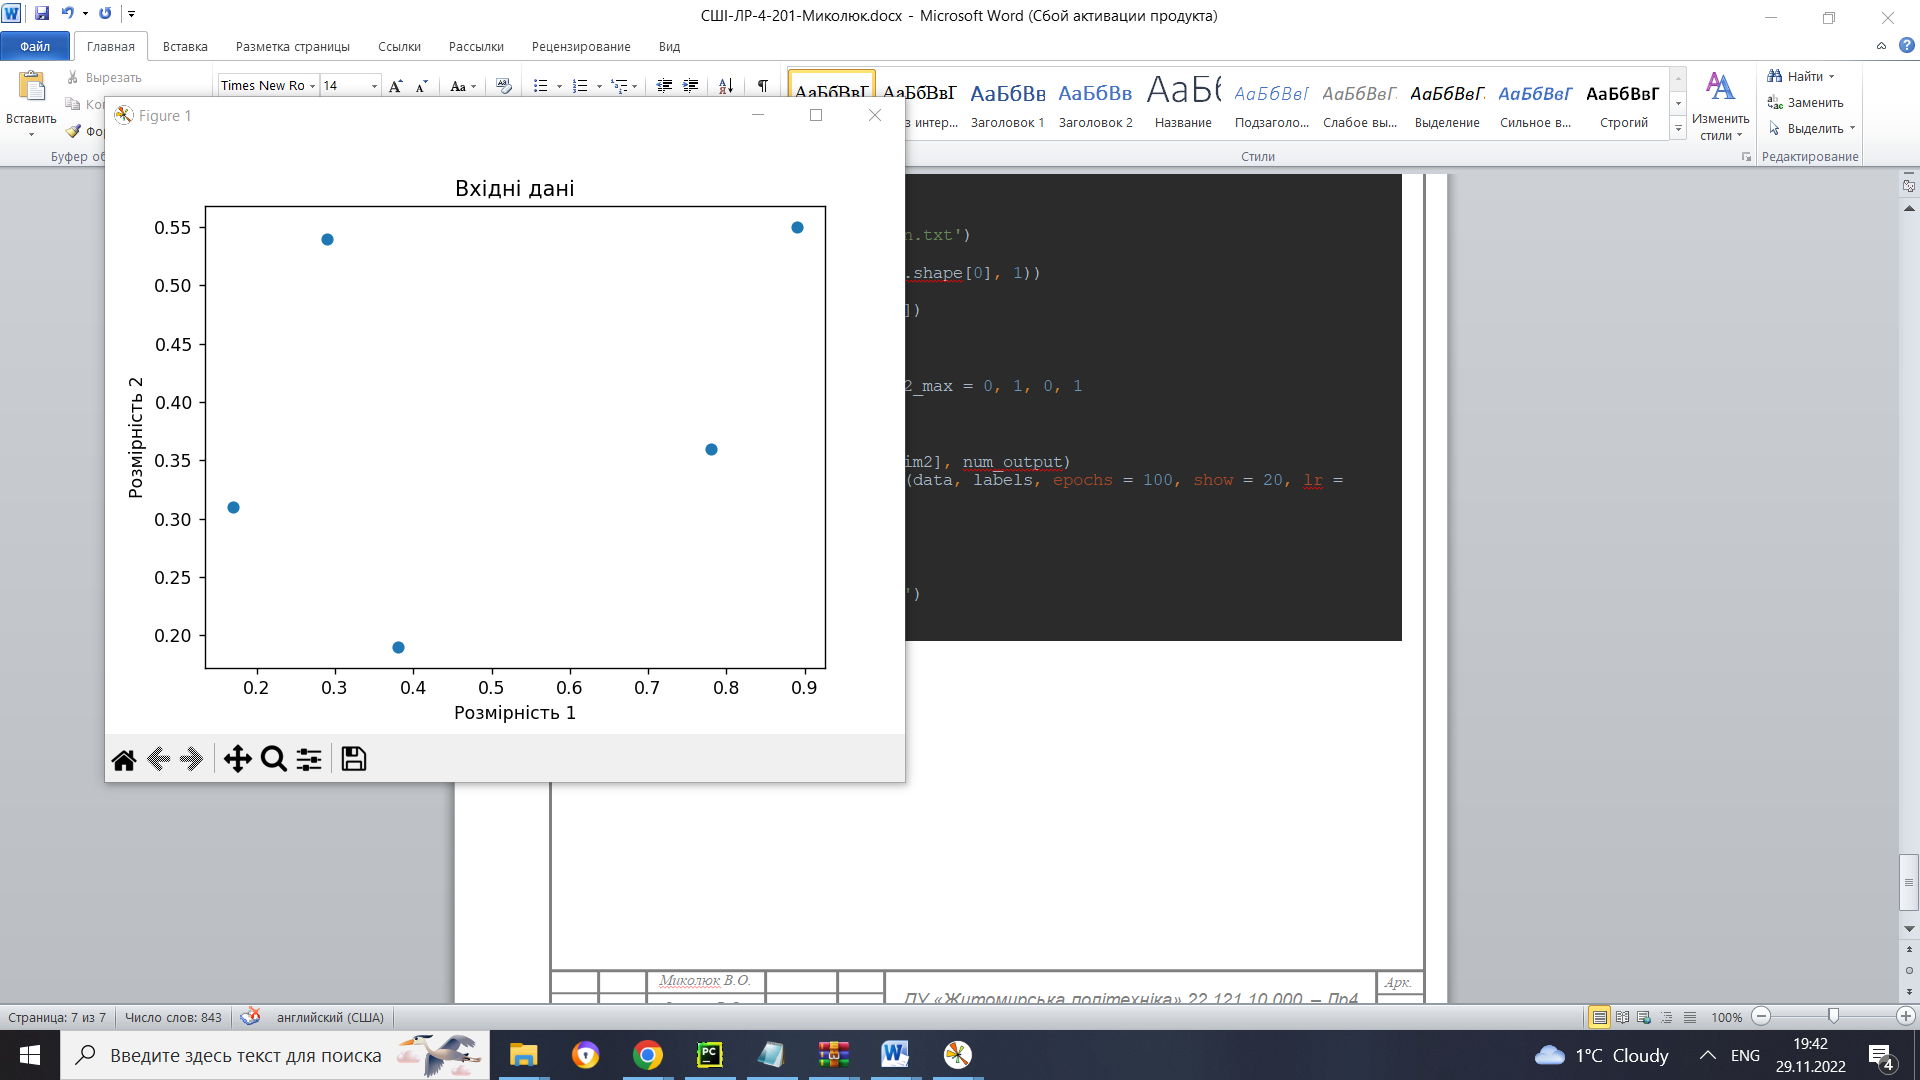 СШІ-ЛР-4-201-Миколюк.docx - Microsoft Word (Сбой активации продукта)
Файл Главная Вставка Разметка страницы Ссылки Рассылки Рецензирование Вид
Вставить
Вырезать
Times New Ro 14
АаБбВвГ АаБбВвГ АаБбВв АаБбВв АаБбВвГ АаБбВвГ АаБбВвГ АаБбВвГ АаБбВвГ
Заголовок 1 Заголовок 2 Название Подзаголо... Слабое вы... Выделение Сильное в... Строгий
Изменить стили
Найти
Заменить
Выделить
Стили
Редактирование
Figure 1
Вхідні дані
0.55
0.50
0.45
0.40
0.35
0.30
0.25
0.20
Розмірність 2
0.2 0.3 0.4 0.5 0.6 0.7 0.8 0.9
Розмірність 1
.txt')
.shape[0], 1))
])
2_max = 0, 1, 0, 1
im2], num_output)
(data, labels, epochs = 100, show = 20, lr =
')
Миколюк В.О.
Арк.
ДУ «Житомирська політехніка».22.121.10.000 – Лр4
Страница: 7 из 7 Число слов: 843 английский (США)
100%
Введите здесь текст для поиска
PC
1°C Cloudy
ENG
19:42
29.11.2022
4